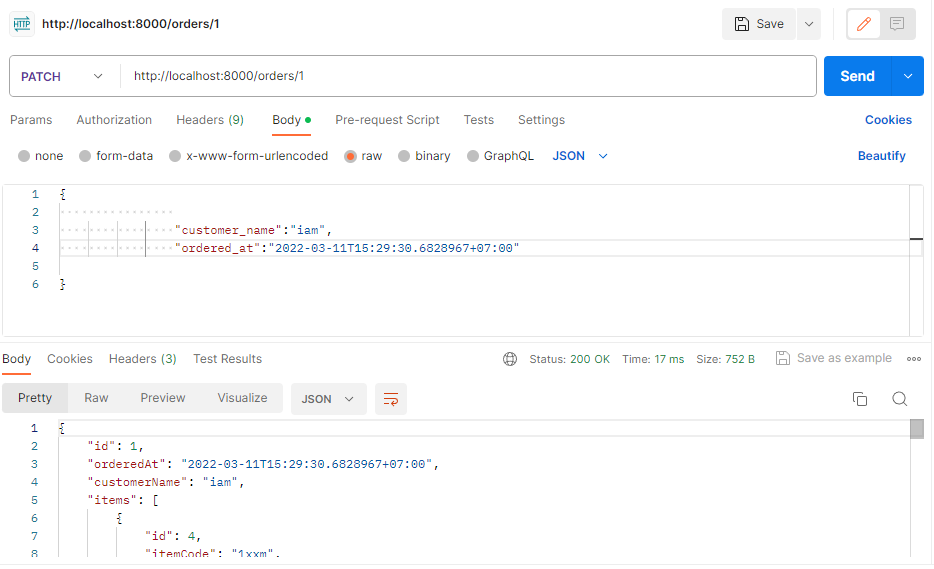 HTTP http://localhost:8000/orders/1 Save
PATCH http://localhost:8000/orders/1 Send
Params Authorization Headers (9) Body Pre-request Script Tests Settings Cookies
none form-data x-www-form-urlencoded raw binary GraphQL JSON Beautify
1 {
2
3 "customer_name":"iam",
4 "ordered_at":"2022-03-11T15:29:30.6828967+07:00"
5
6 }
Body Cookies Headers (3) Test Results Status: 200 OK Time: 17 ms Size: 752 B Save as example
Pretty Raw Preview Visualize JSON
1 {
2 "id": 1,
3 "orderedAt": "2022-03-11T15:29:30.6828967+07:00",
4 "customerName": "iam",
5 "items": [
6 {
7 "id": 4,
8 "itemCode": "1xxm",